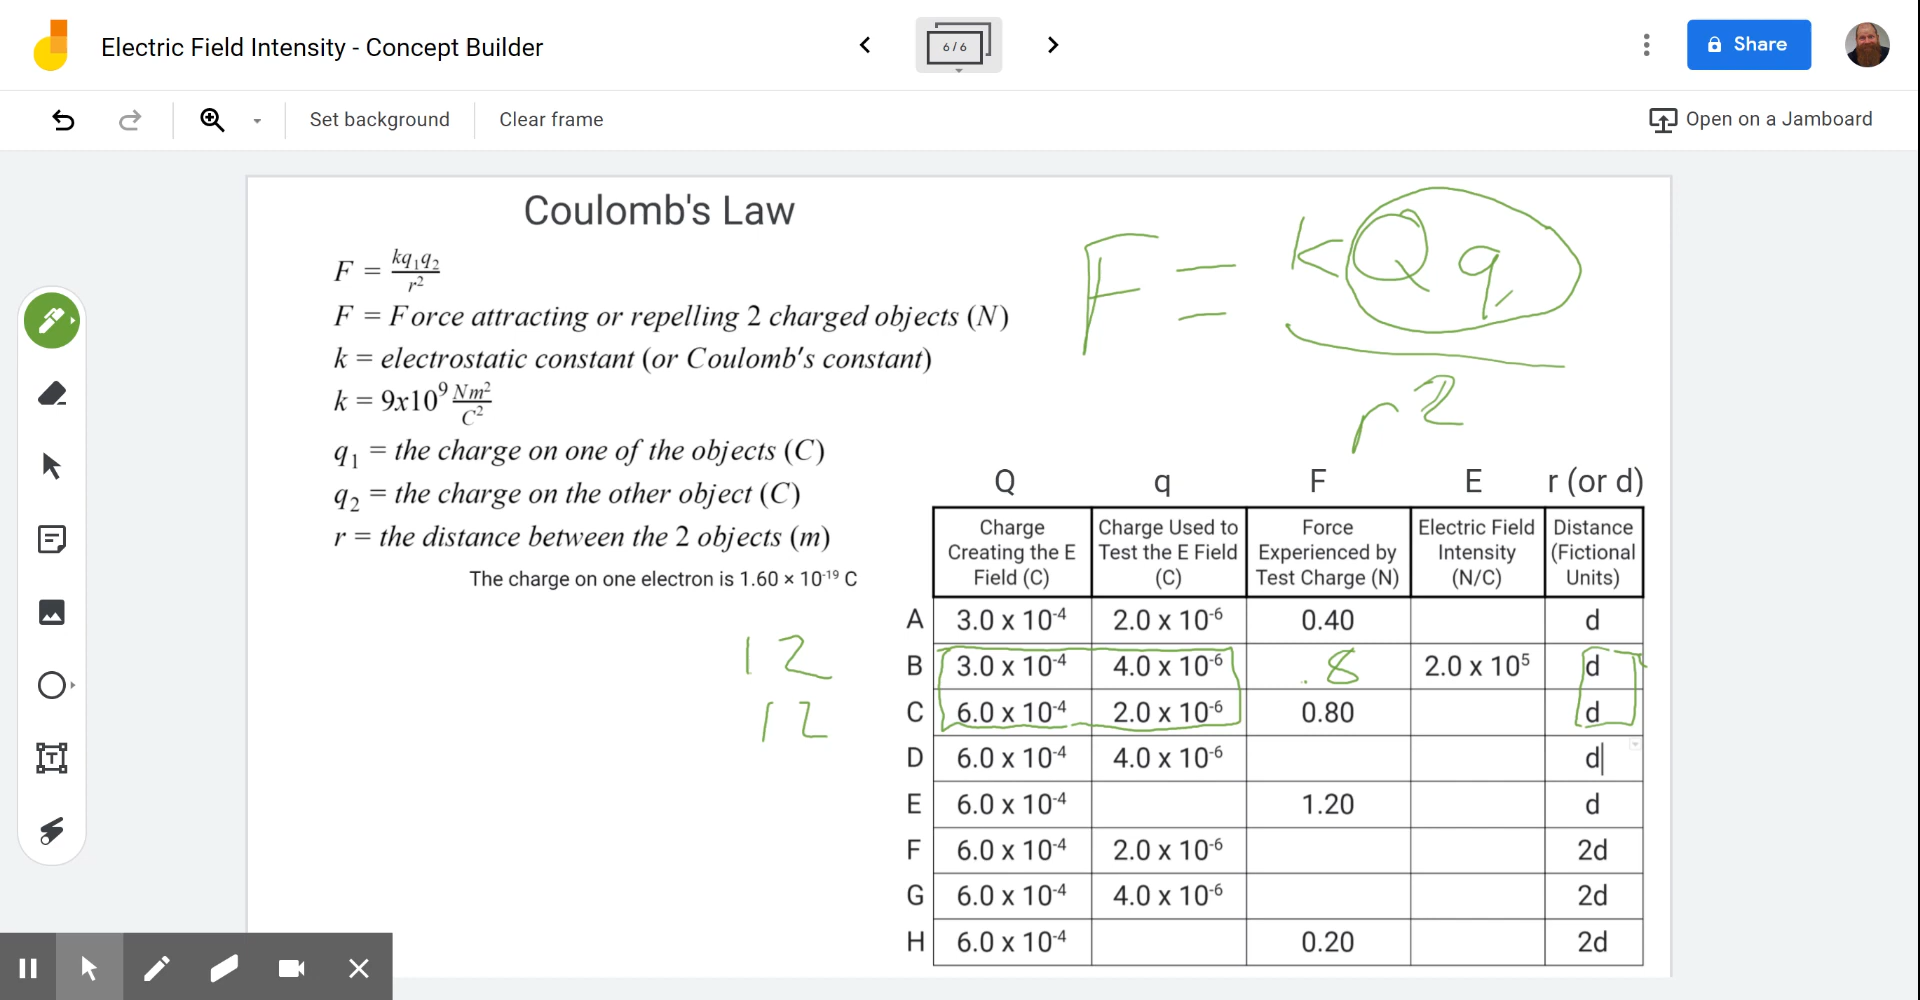 Electric Field Intensity - Concept Builder
6 / 6
Share
Set background
Clear frame
Open on a Jamboard
Coulomb's Law
F = kq₁q₂/r²
F = Force attracting or repelling 2 charged objects (N)
k = electrostatic constant (or Coulomb's constant)
k = 9x10⁹ Nm²/C²
q₁ = the charge on one of the objects (C)
q₂ = the charge on the other object (C)
r = the distance between the 2 objects (m)
The charge on one electron is 1.60 × 10⁻¹⁹ C
F = kQq/r²
12
12
Q q F E r (or d)
Charge Creating the E Field (C) Charge Used to Test the E Field (C) Force Experienced by Test Charge (N) Electric Field Intensity (N/C) Distance (Fictional Units)
A 3.0 x 10⁻⁴ 2.0 x 10⁻⁶ 0.40 d
B 3.0 x 10⁻⁴ 4.0 x 10⁻⁶ .8 2.0 x 10⁵ d
C 6.0 x 10⁻⁴ 2.0 x 10⁻⁶ 0.80 d
D 6.0 x 10⁻⁴ 4.0 x 10⁻⁶ d
E 6.0 x 10⁻⁴ 1.20 d
F 6.0 x 10⁻⁴ 2.0 x 10⁻⁶ 2d
G 6.0 x 10⁻⁴ 4.0 x 10⁻⁶ 2d
H 6.0 x 10⁻⁴ 0.20 2d